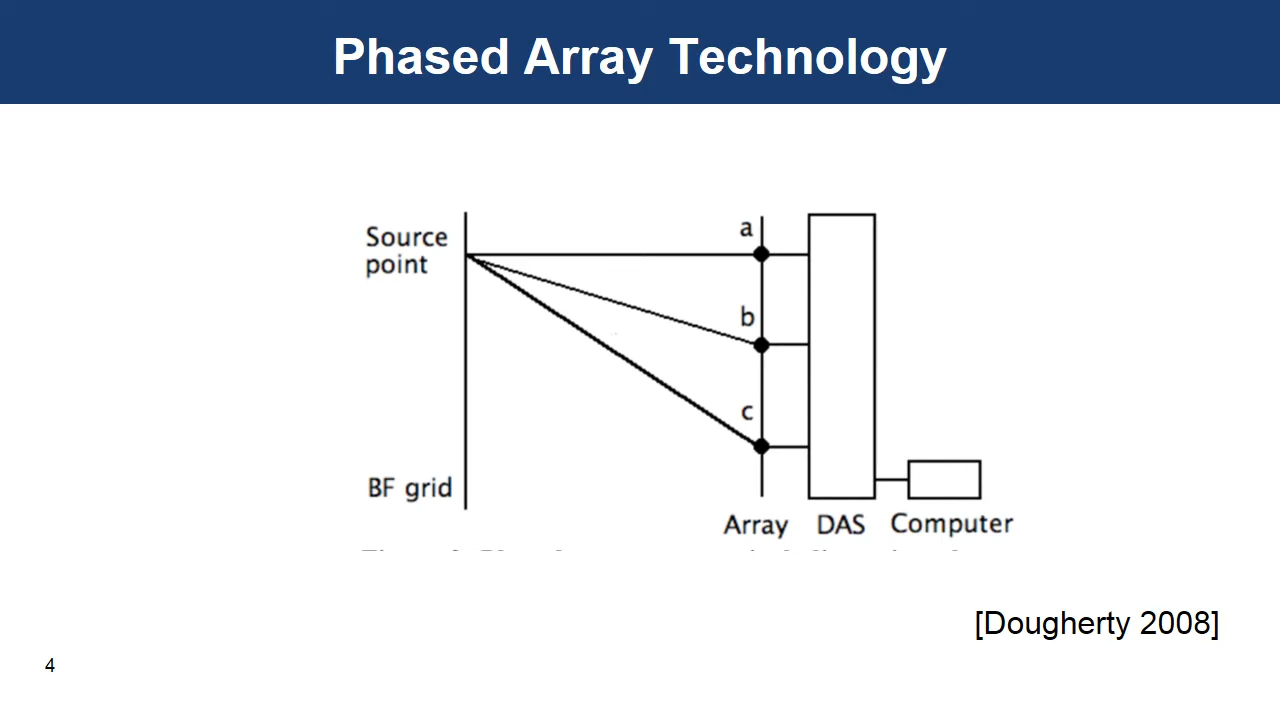 Phased Array Technology
Source
point
a
b
c
BF grid
Array
DAS
Computer
[Dougherty 2008]
4